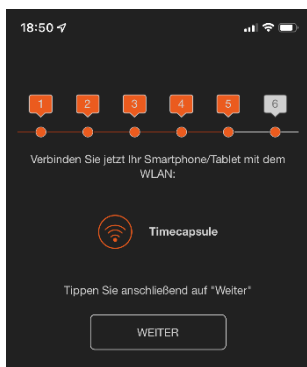 18:50
1 2 3 4 5 6
Verbinden Sie jetzt Ihr Smartphone/Tablet mit dem
WLAN:
Timecapsule
Tippen Sie anschließend auf "Weiter"
WEITER